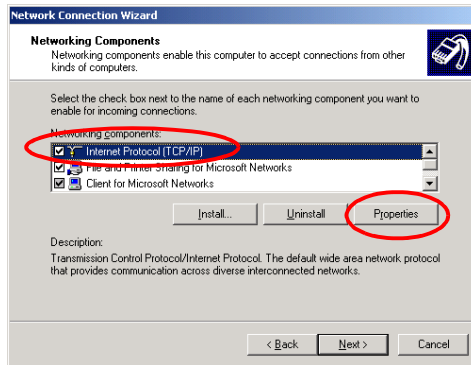 Network Connection Wizard
Networking Components
Networking components enable this computer to accept connections from other
kinds of computers.
Select the check box next to the name of each networking component you want to
enable for incoming connections.
Networking components:
Internet Protocol (TCP/IP)
File and Printer Sharing for Microsoft Networks
Client for Microsoft Networks
Install... Uninstall Properties
Description:
Transmission Control Protocol/Internet Protocol. The default wide area network protocol
that provides communication across diverse interconnected networks.
< Back Next > Cancel